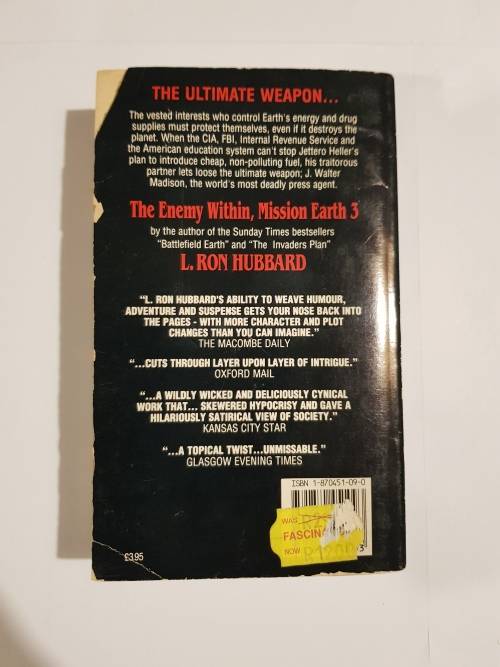 THE ULTIMATE WEAPON...
The vested interests who control Earth's energy and drug
supplies must protect themselves, even if it destroys the
planet. When the CIA, FBI, Internal Revenue Service and
the American education system can't stop Jettero Heller's
plan to introduce cheap, non-polluting fuel, his traitorous
partner lets loose the ultimate weapon; J. Walter
Madison, the world's most deadly press agent.
The Enemy Within, Mission Earth 3
by the author of the Sunday Times bestsellers
"Battlefield Earth" and "The Invaders Plan"
L. RON HUBBARD
"L. RON HUBBARD'S ABILITY TO WEAVE HUMOUR,
ADVENTURE AND SUSPENSE GETS YOUR NOSE BACK INTO
THE PAGES - WITH MORE CHARACTER AND PLOT
CHANGES THAN YOU CAN IMAGINE."
THE MACOMBE DAILY
"...CUTS THROUGH LAYER UPON LAYER OF INTRIGUE."
OXFORD MAIL
"...A WILDLY WICKED AND DELICIOUSLY CYNICAL
WORK THAT... SKEWERED HYPOCRISY AND GAVE A
HILARIOUSLY SATIRICAL VIEW OF SOCIETY."
KANSAS CITY STAR
"...A TOPICAL TWIST...UNMISSABLE."
GLASGOW EVENING TIMES
ISBN 1-870451-09-0
WAS
FASCIN
NOW
£3.95